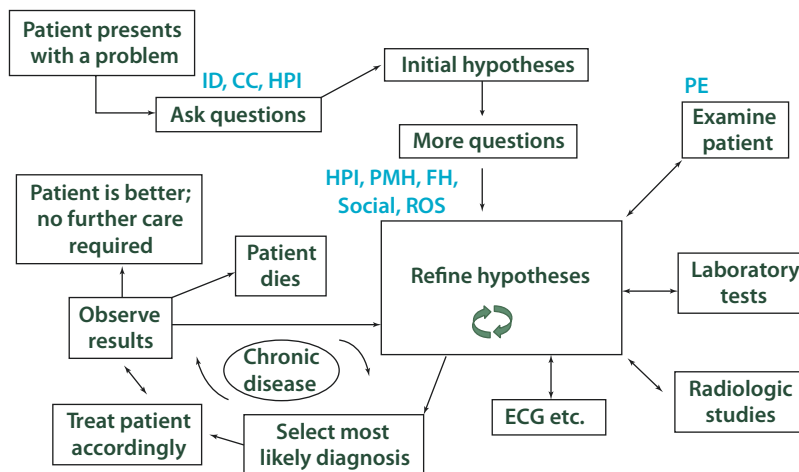 Patient presents
with a problem
ID, CC, HPI
Ask questions
Initial hypotheses
More questions
HPI, PMH, FH,
Social, ROS
PE
Examine
patient
Refine hypotheses
Laboratory
tests
Radiologic
studies
ECG etc.
Select most
likely diagnosis
Treat patient
accordingly
Chronic
disease
Observe
results
Patient
dies
Patient is better;
no further care
required